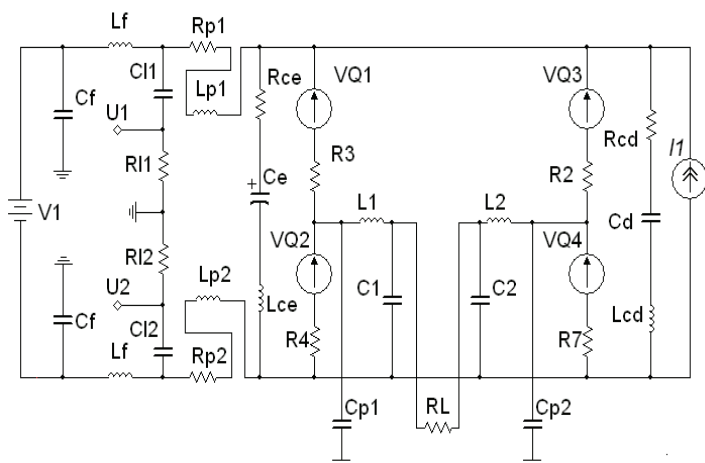 Lf
Rp1
Cl1
Lp1
Rce
VQ1
VQ3
Cf
U1
Rcd
I1
Rl1
R3
R2
Ce
L1
L2
V1
Cd
VQ2
VQ4
Rl2
Lp2
U2
C1
C2
Lce
Lcd
Cf
Cl2
R4
R7
Lf
Rp2
Cp1
RL
Cp2